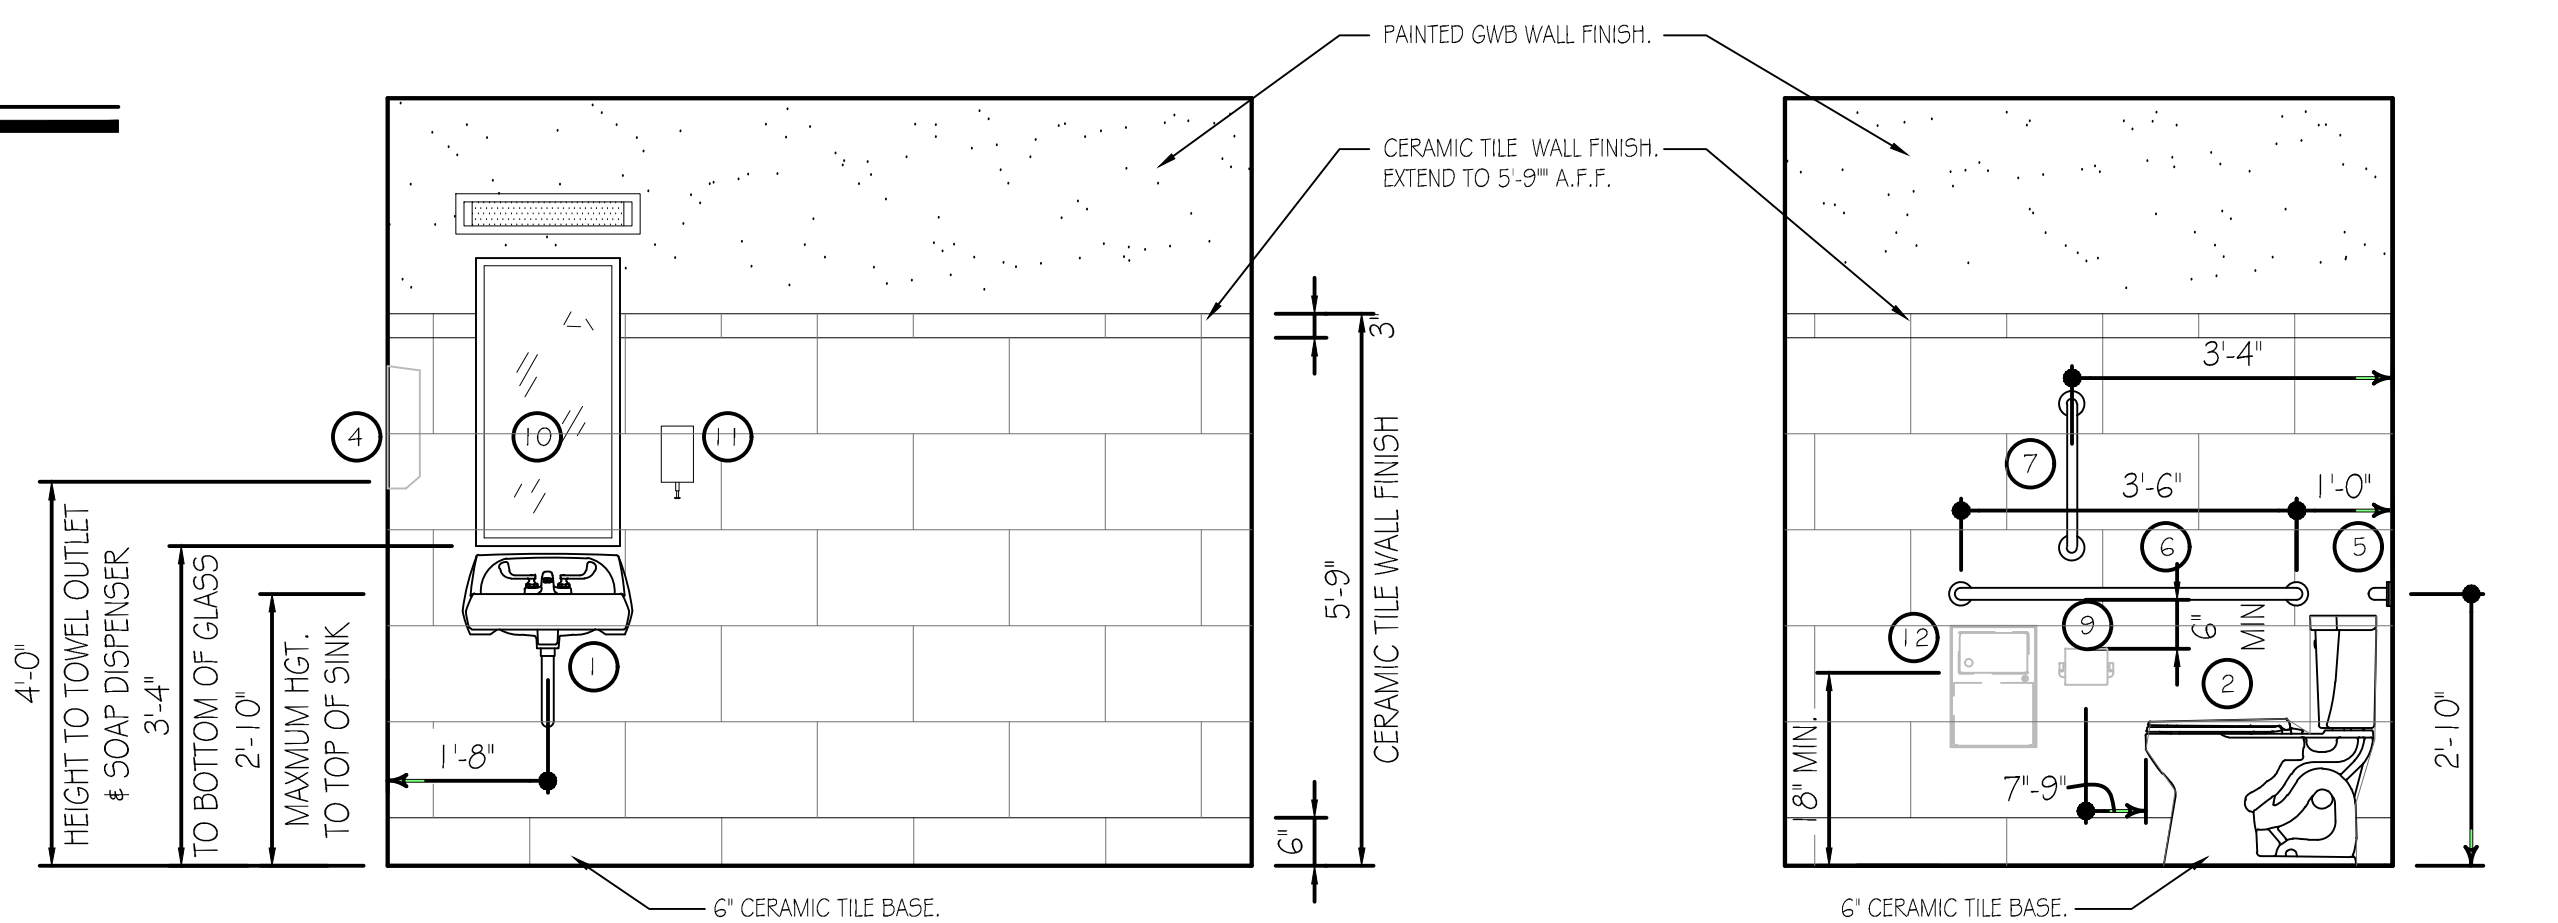 PAINTED GWB WALL FINISH.
CERAMIC TILE WALL FINISH.
EXTEND TO 5'-9"" A.F.F.
4
10
11
1
4'-0"
HEIGHT TO TOWEL OUTLET
& SOAP DISPENSER
3'-4"
TO BOTTOM OF GLASS
2'-10"
MAXMUM HGT.
TO TOP OF SINK
1'-8"
6" CERAMIC TILE BASE.
3"
5'-9"
CERAMIC TILE WALL FINISH
6"
3'-4"
7
3'-6"
1'-0"
6
5
12
9
6"
MIN
2
18" MIN.
7"-9"
2'-10"
6" CERAMIC TILE BASE.